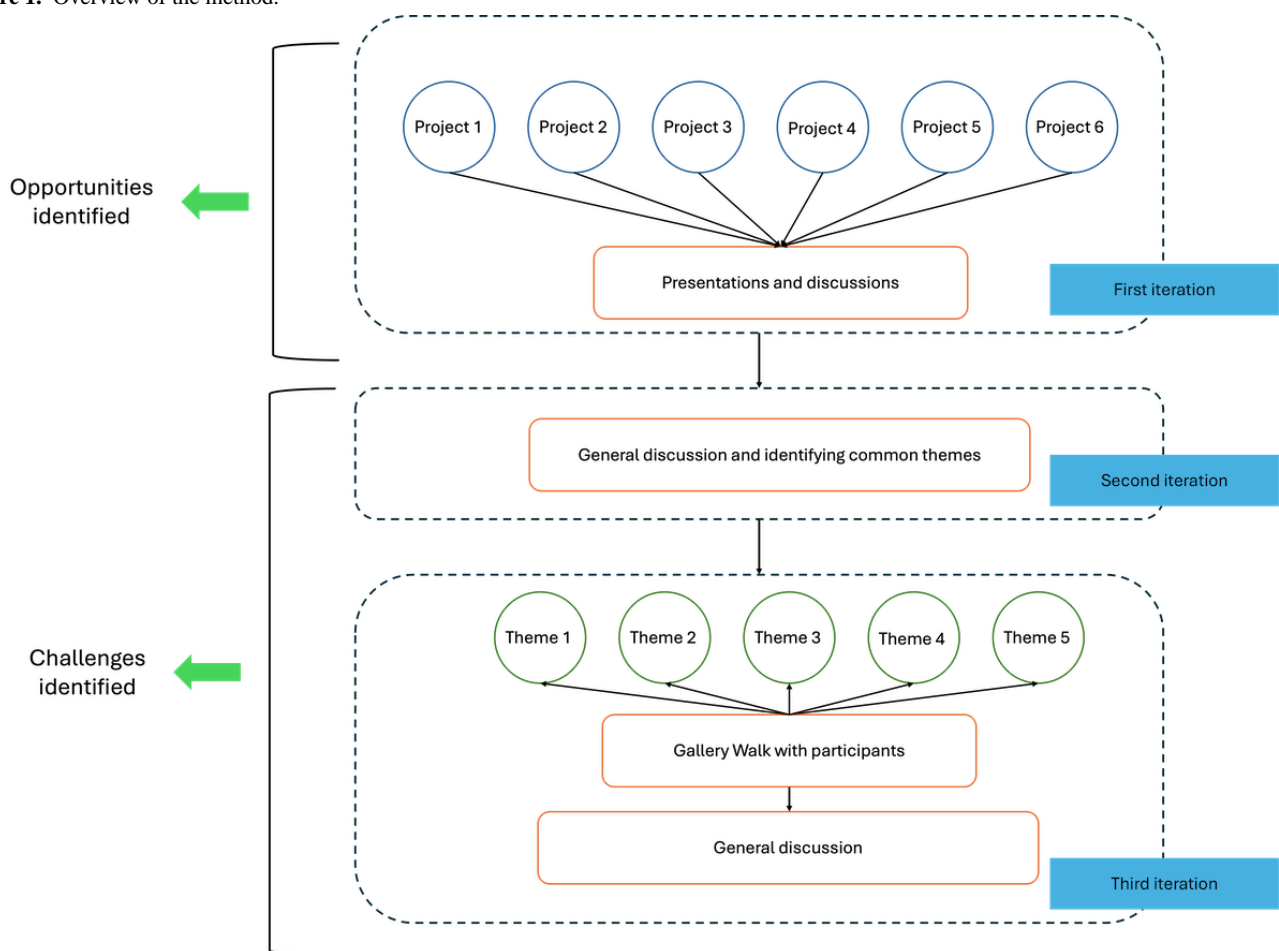 Overview of the method.
Project 1
Project 2
Project 3
Project 4
Project 5
Project 6
Opportunities
identified
Presentations and discussions
First iteration
General discussion and identifying common themes
Second iteration
Theme 1
Theme 2
Theme 3
Theme 4
Theme 5
Challenges
identified
Gallery Walk with participants
General discussion
Third iteration